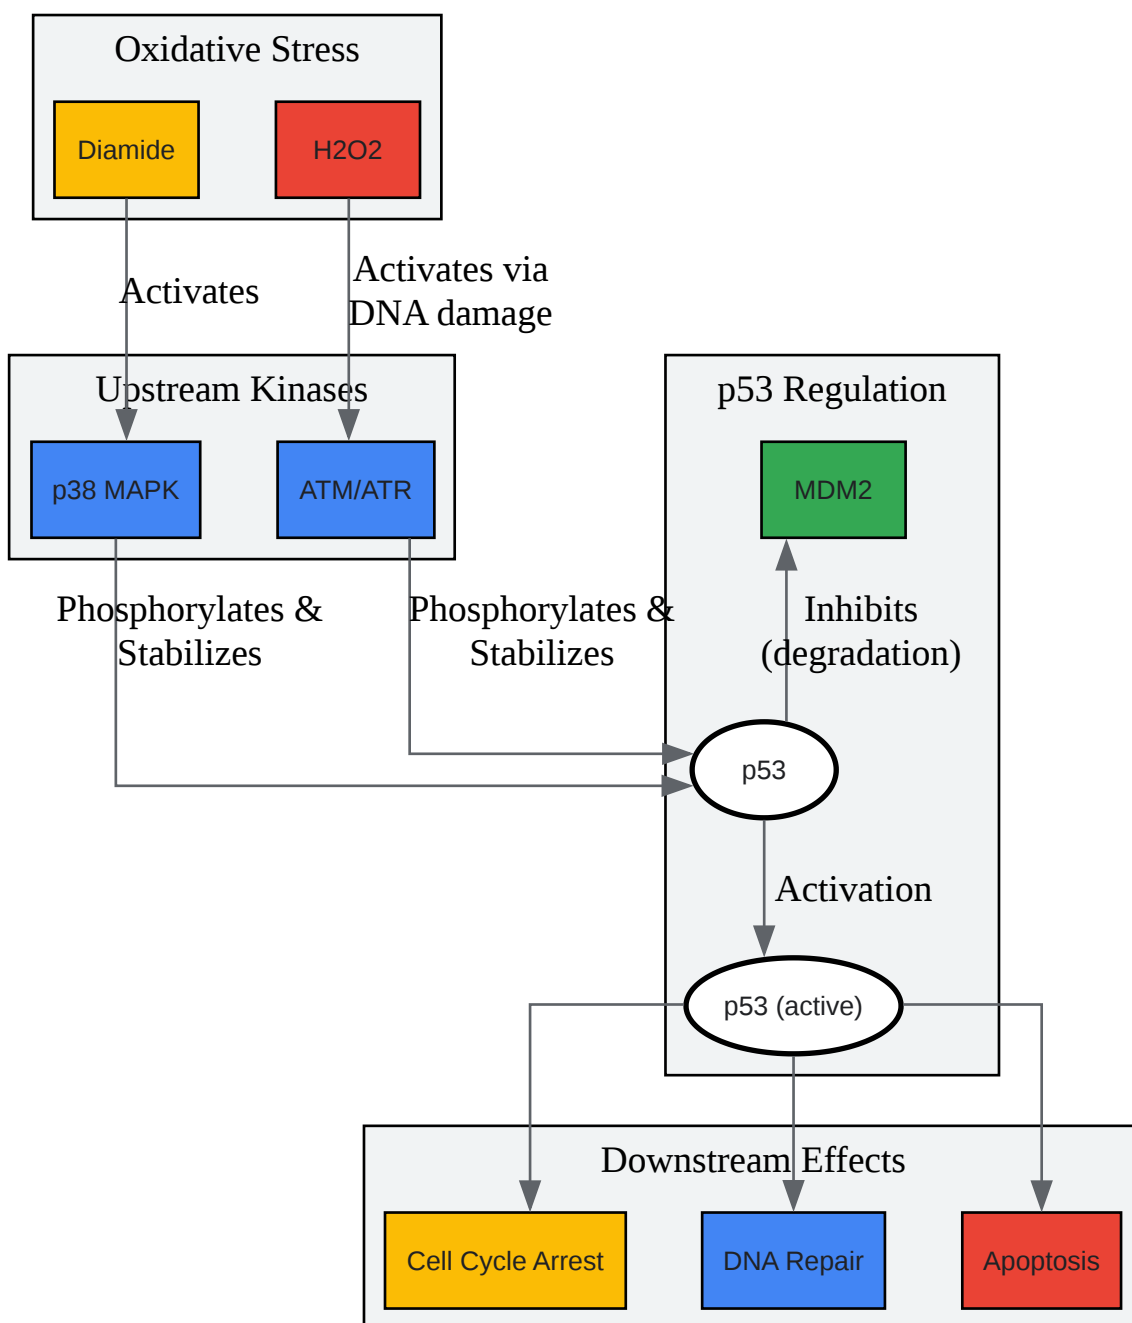 Oxidative Stress
Diamide
H2O2
Activates
Activates via
DNA damage
Upstream Kinases
p38 MAPK
ATM/ATR
p53 Regulation
MDM2
Phosphorylates &
Stabilizes
Phosphorylates &
Stabilizes
Inhibits
(degradation)
p53
Activation
p53 (active)
Downstream Effects
Cell Cycle Arrest
DNA Repair
Apoptosis